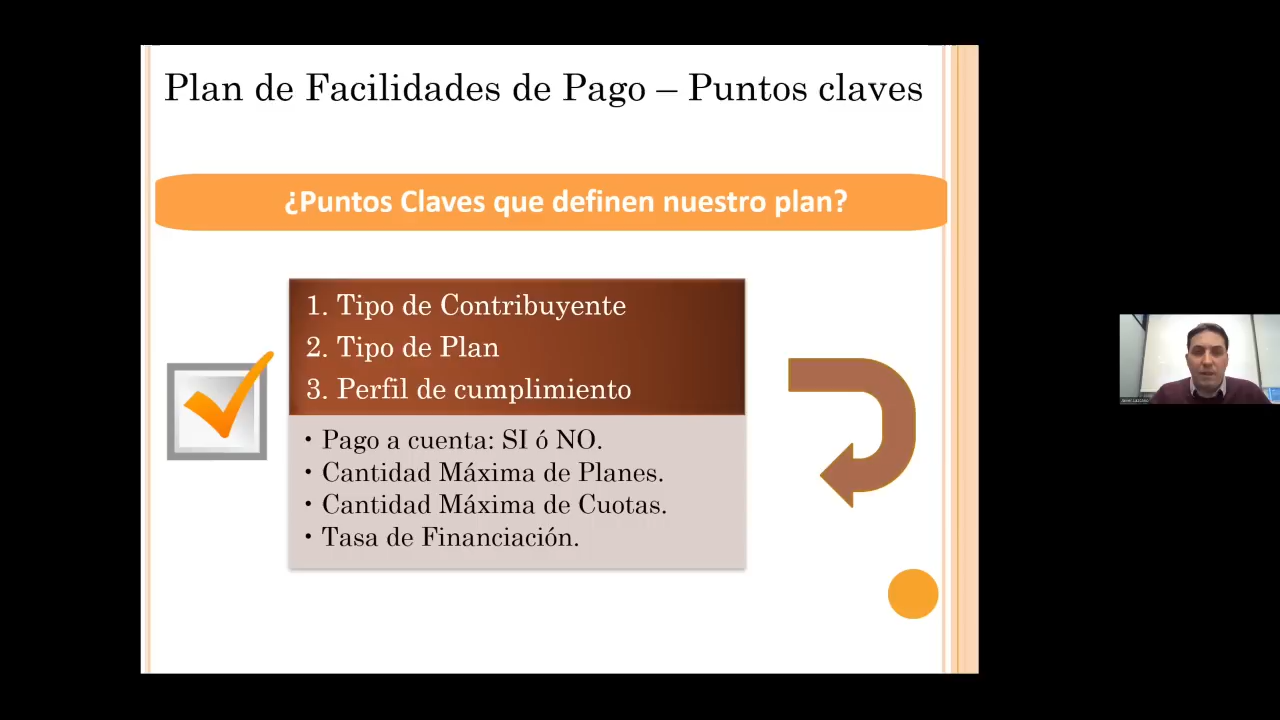 Plan de Facilidades de Pago – Puntos claves
¿Puntos Claves que definen nuestro plan?
1. Tipo de Contribuyente
2. Tipo de Plan
3. Perfil de cumplimiento
• Pago a cuenta: SI ó NO.
• Cantidad Máxima de Planes.
• Cantidad Máxima de Cuotas.
• Tasa de Financiación.